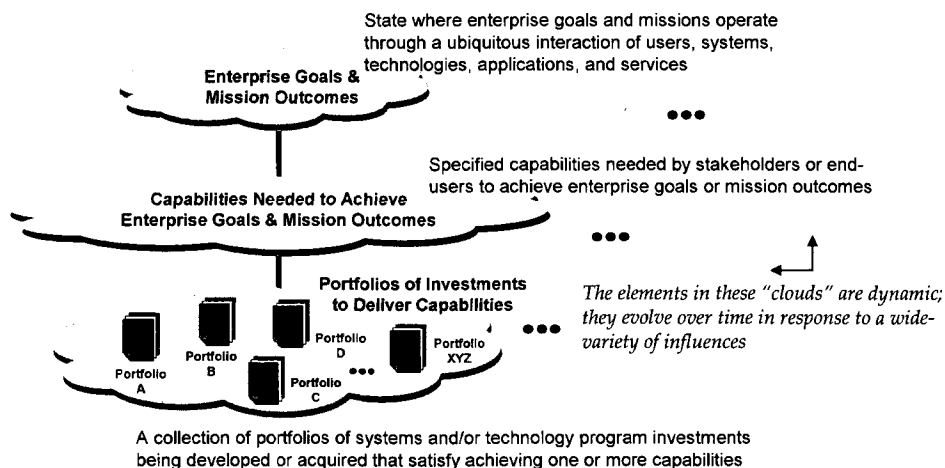 State where enterprise goals and missions operate
through a ubiquitous interaction of users, systems,
technologies, applications, and services
Enterprise Goals &
Mission Outcomes
•••
Specified capabilities needed by stakeholders or end-
users to achieve enterprise goals or mission outcomes
Capabilities Needed to Achieve
Enterprise Goals & Mission Outcomes
•••
Portfolios of Investments
to Deliver Capabilities
The elements in these "clouds" are dynamic;
they evolve over time in response to a wide-
variety of influences
•••
Portfolio
A
Portfolio
B
Portfolio
C
Portfolio
D
•••
Portfolio
XYZ
A collection of portfolios of systems and/or technology program investments
being developed or acquired that satisfy achieving one or more capabilities